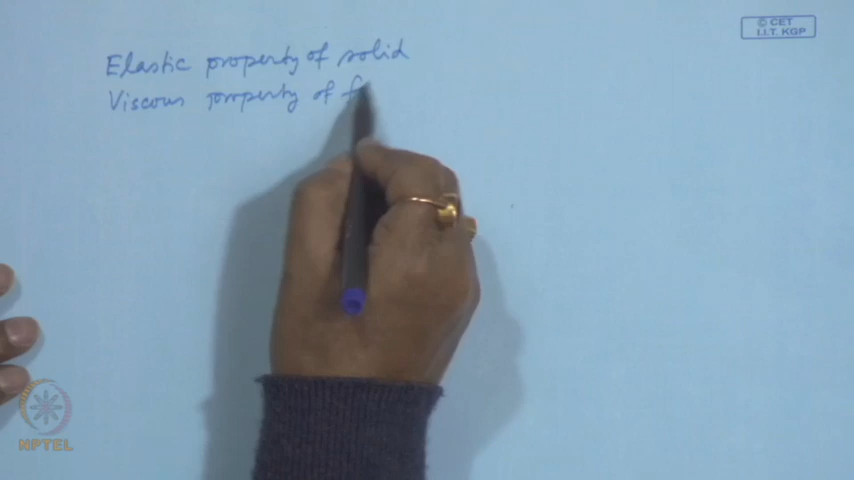 © CET
I.I.T. KGP
Elastic property of solid
Viscous property of f
NPTEL